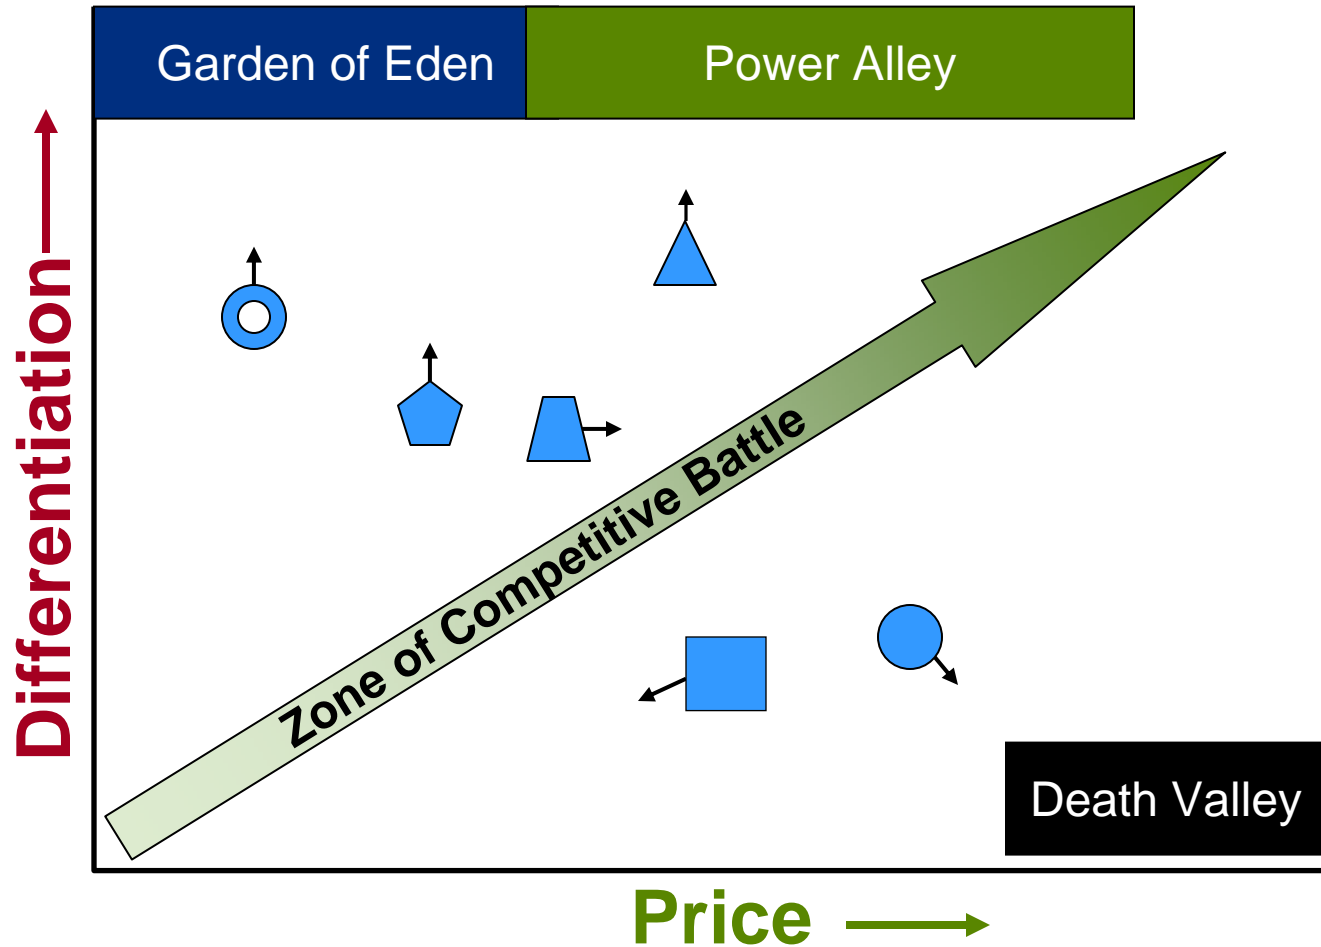 Garden of Eden
Power Alley
Differentiation
Zone of Competitive Battle
Death Valley
Price